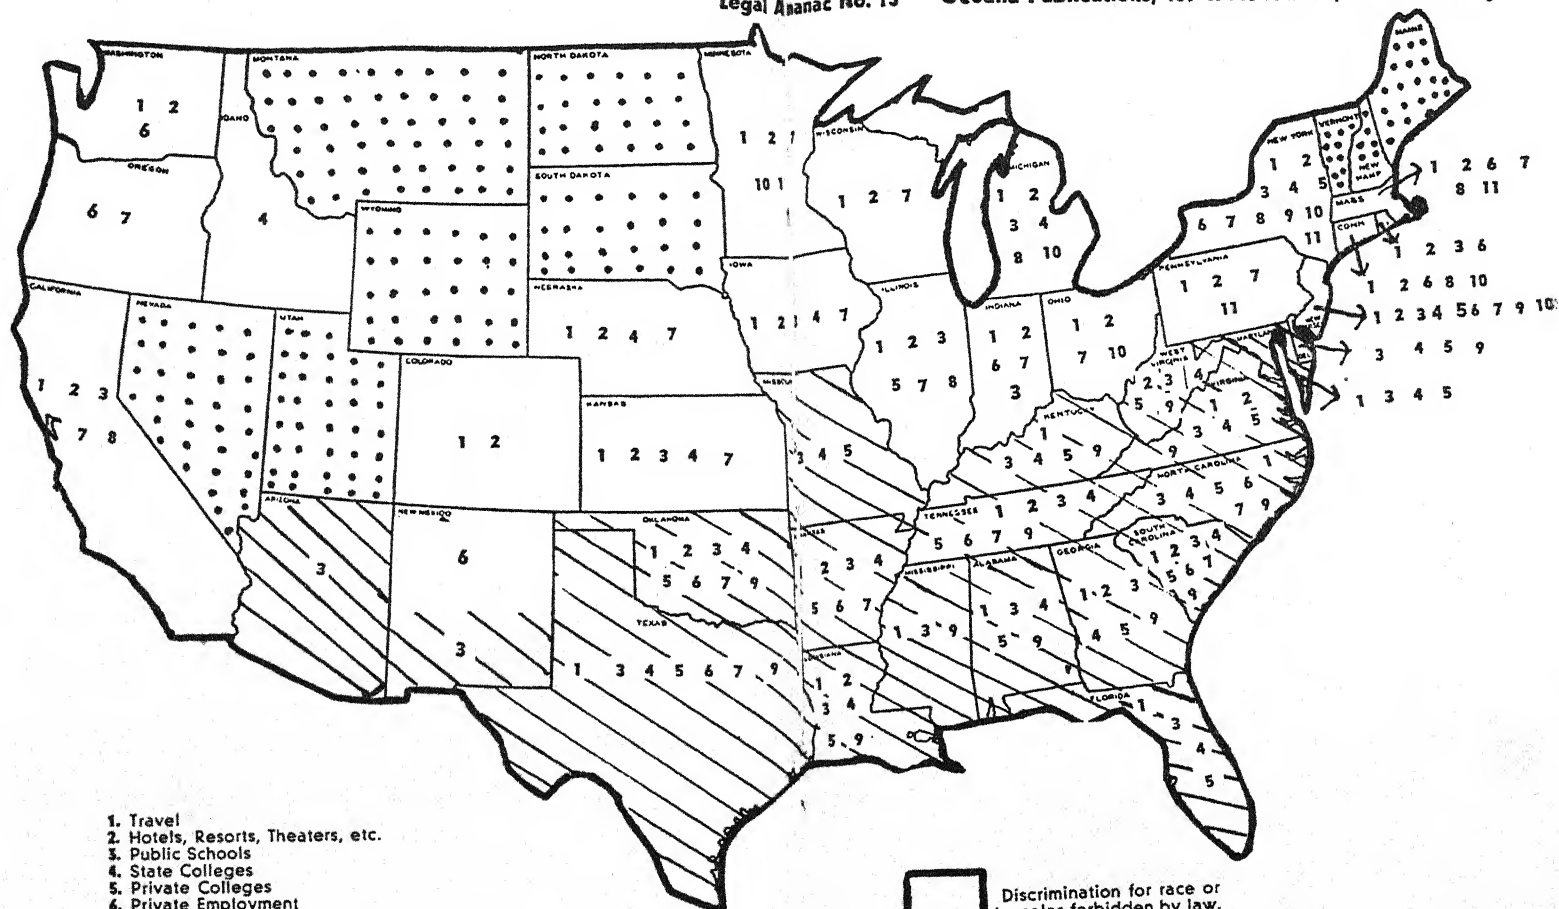 Legal Ananac No. 13
WASHINGTON
1 2
6
OREGON
6 7
IDAHO
4
MONTANA
NORTH DAKOTA
8
SOUTH DAKOTA
WYOMING
NEVADA
UTAH
CALIFORNIA
1 2 3
7 8
COLORADO
1 2
ARIZONA
3
NEW MEXICO
6
3
NEBRASKA
1 2 4 7
KANSAS
1 2 3 4 7
OKLAHOMA
1 2 3 4
5 6 7 9
TEXAS
1 3 4 5 6 7 9
MINNESOTA
1 2
10
IOWA
1 2 4 7
3 4 5
2 3 4
5 6 7
1 2
3 4
5 9
WISCONSIN
1 2 7
ILLINOIS
1 2 3
5 7 8
MICHIGAN
1 2
3 4
8 10
INDIANA
1 2
6 7
3
OHIO
1 2
7 10
KENTUCKY
1
3 4 5 9
TENNESSEE
1 2 3 4
5 6 7 9
MISSISSIPPI
1 3 9
ALABAMA
1 3 4
5 9
GEORGIA
1 2 3
9
4 5
FLORIDA
1
3
4
5
SOUTH
CAROLINA
1 2 3 4
5 6 7
9
NORTH CAROLINA
1
3 4 5 6
7 9
VIRGINIA
1 2
3 4 5
9
WEST
VIRGINIA
2 3 4
5 9
PENNSYLVANIA
1 2 7
11
NEW YORK
1 2
3 4 5
6 7 8 9 10
11
VERMONT
NEW
HAMP
MAINE
MASS
1 2 6 7
8 11
CONN
1 2 3 6
1 2 6 8 10
1 2 3 4 5 6 7 9 10
DEL
3 4 5 9
MARYLAND
1 3 4 5
1. Travel
2. Hotels, Resorts, Theaters, etc.
3. Public Schools
4. State Colleges
5. Private Colleges
6. Private Employment
Discrimination for race or
forbidden by law.